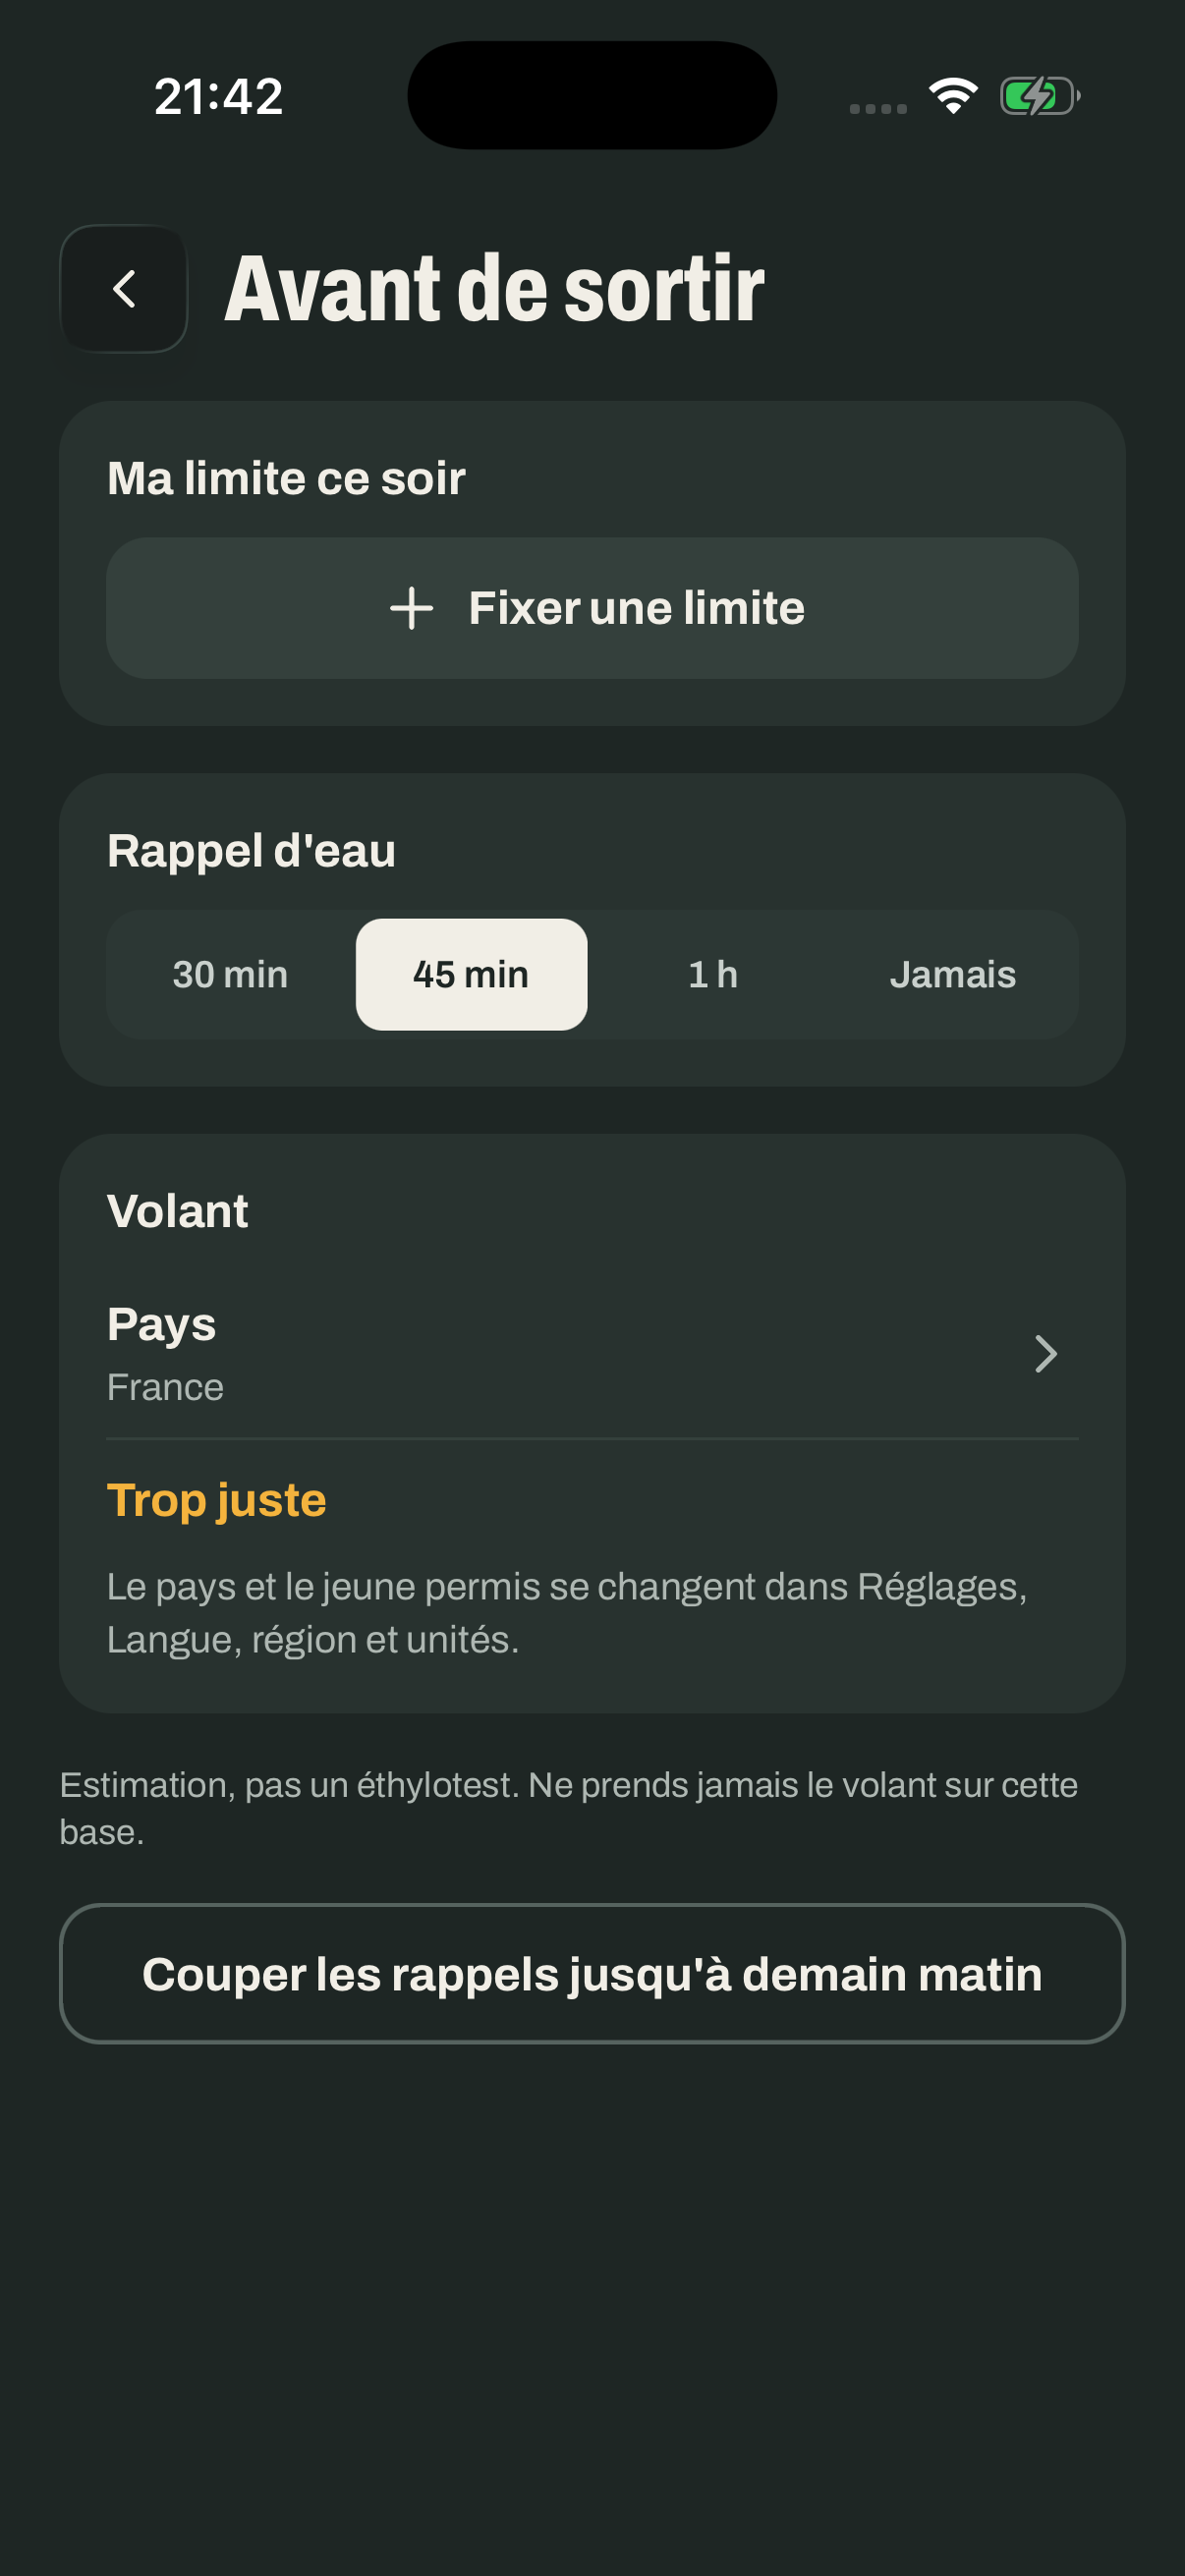 21:42
Avant de sortir
Ma limite ce soir
Fixer une limite
Rappel d'eau
30 min
45 min
1 h
Jamais
Volant
Pays
France
Trop juste
Le pays et le jeune permis se changent dans Réglages,
Langue, région et unités.
Estimation, pas un éthylotest. Ne prends jamais le volant sur cette
base.
Couper les rappels jusqu'à demain matin